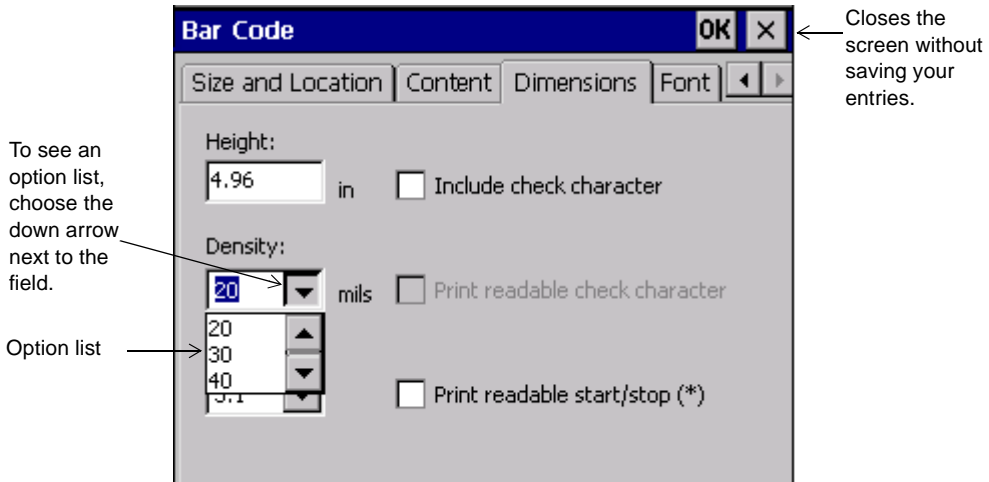 Bar Code
OK
Closes the
screen without
saving your
entries.
Size and Location
Content
Dimensions
Font
To see an
option list,
choose the
down arrow
next to the
field.
Height:
4.96
in
Include check character
Density:
20
mils
Print readable check character
Option list
20
30
40
Print readable start/stop (*)